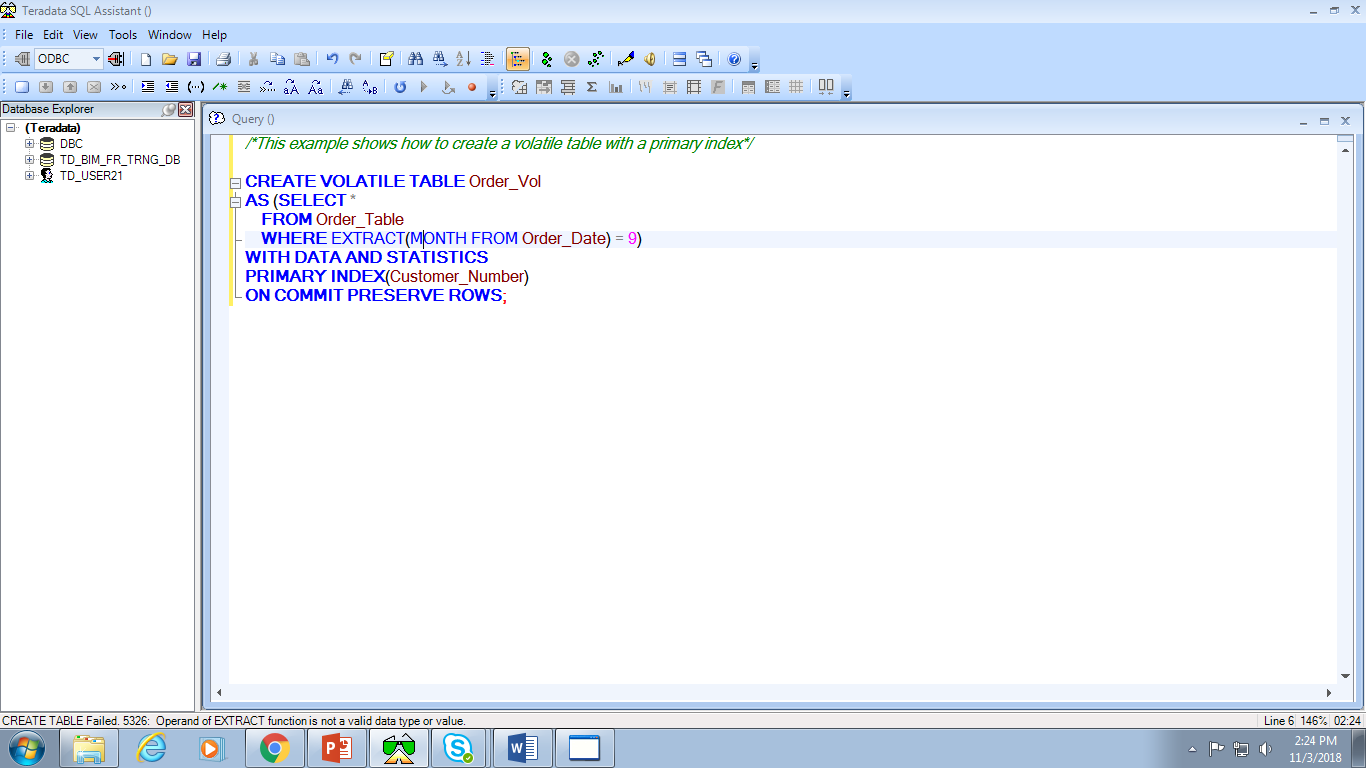 Teradata SQL Assistant ()
File Edit View Tools Window Help
ODBC
Database Explorer
Query ()
(Teradata)
DBC
TD_BIM_FR_TRNG_DB
TD_USER21
/*This example shows how to create a volatile table with a primary index*/
CREATE VOLATILE TABLE Order_Vol
AS (SELECT *
FROM Order_Table
WHERE EXTRACT(MONTH FROM Order_Date) = 9)
WITH DATA AND STATISTICS
PRIMARY INDEX(Customer_Number)
ON COMMIT PRESERVE ROWS;
CREATE TABLE Failed. 5326: Operand of EXTRACT function is not a valid data type or value.
Line 6 146% 02:24
2:24 PM
11/3/2018